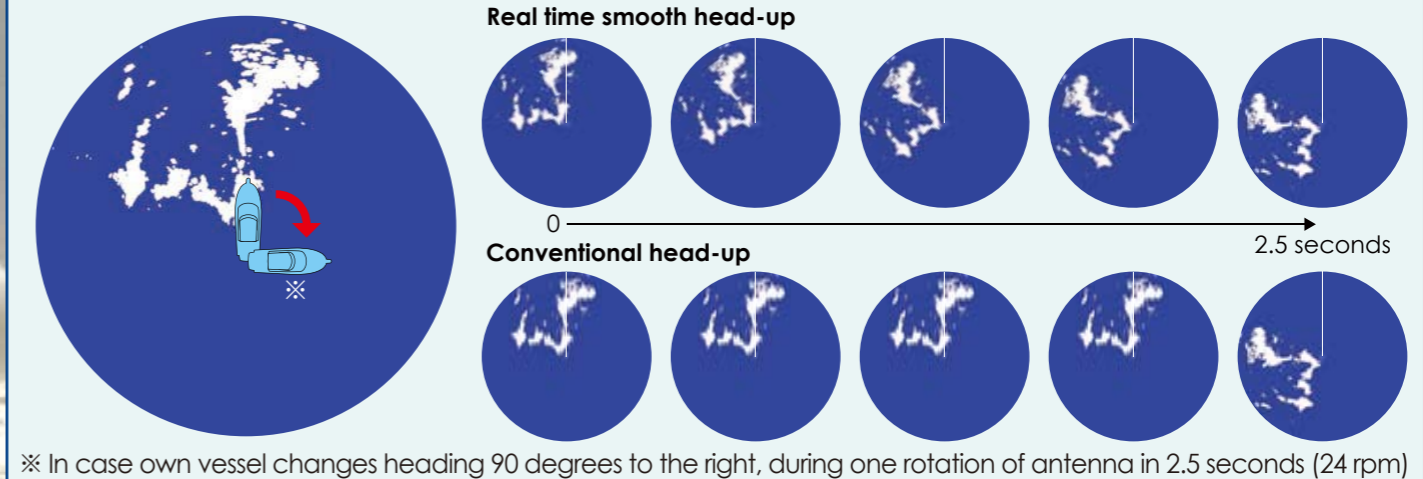 Real time smooth head-up
0
2.5 seconds
Conventional head-up
※
※ In case own vessel changes heading 90 degrees to the right, during one rotation of antenna in 2.5 seconds (24 rpm)